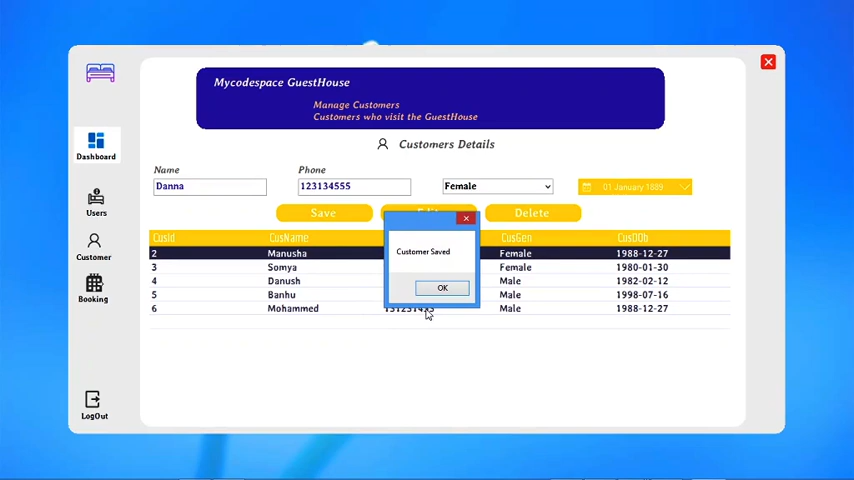 Mycodespace GuestHouse
Manage Customers
Customers who visit the GuestHouse
Customers Details
Dashboard
Users
Customer
Booking
LogOut
Name Phone
Danna 123134555 Female 01 January 1889
Save Delete
CusId CusName CusGen CusDOb
2 Manusha Female 1988-12-27
3 Somya Female 1980-01-30
4 Danush Male 1982-02-12
5 Banhu Male 1998-07-16
6 Mohammed Male 1988-12-27
Customer Saved
OK